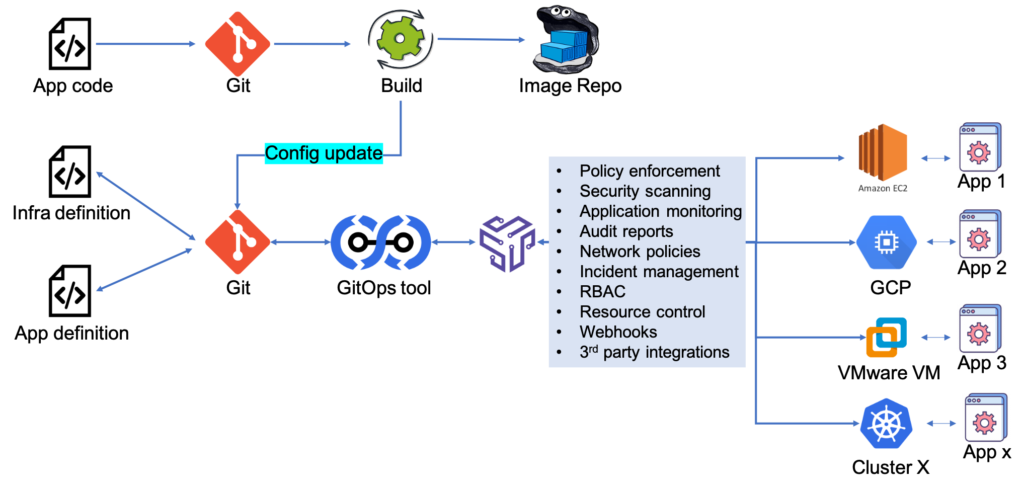 App code
Git
Build
Image Repo
Config update
Infra definition
App definition
Git
GitOps tool
• Policy enforcement
• Security scanning
• Application monitoring
• Audit reports
• Network policies
• Incident management
• RBAC
• Resource control
• Webhooks
• 3rd party integrations
Amazon EC2
App 1
GCP
App 2
VMware VM
App 3
Cluster X
App x